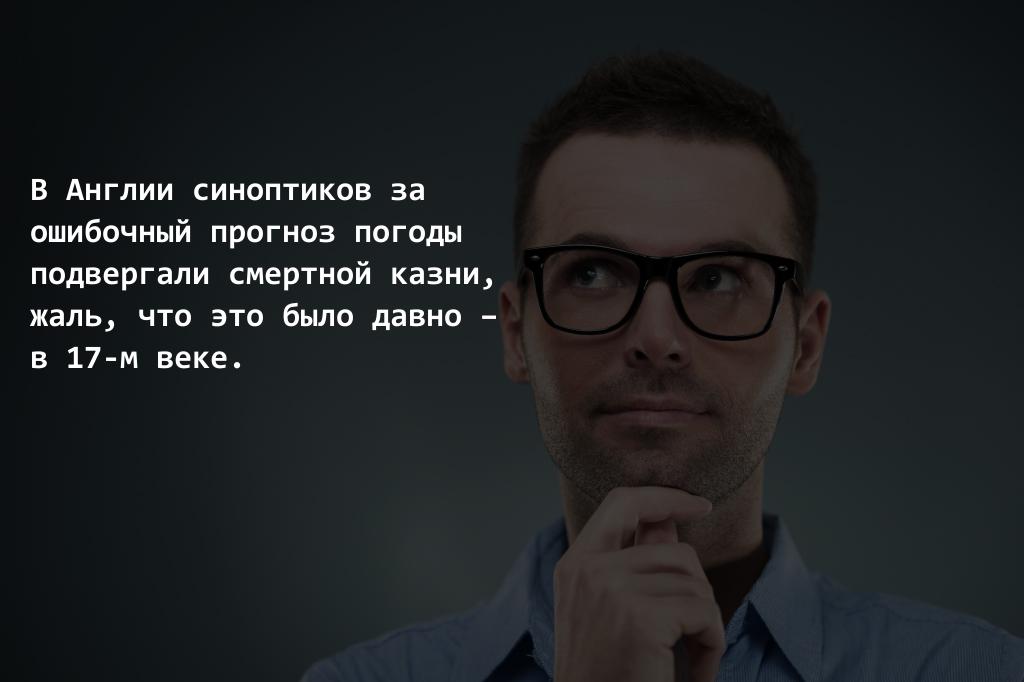 В Англии синоптиков за
ошибочный прогноз погоды
подвергали смертной казни,
жаль, что это было давно –
в 17-м веке.